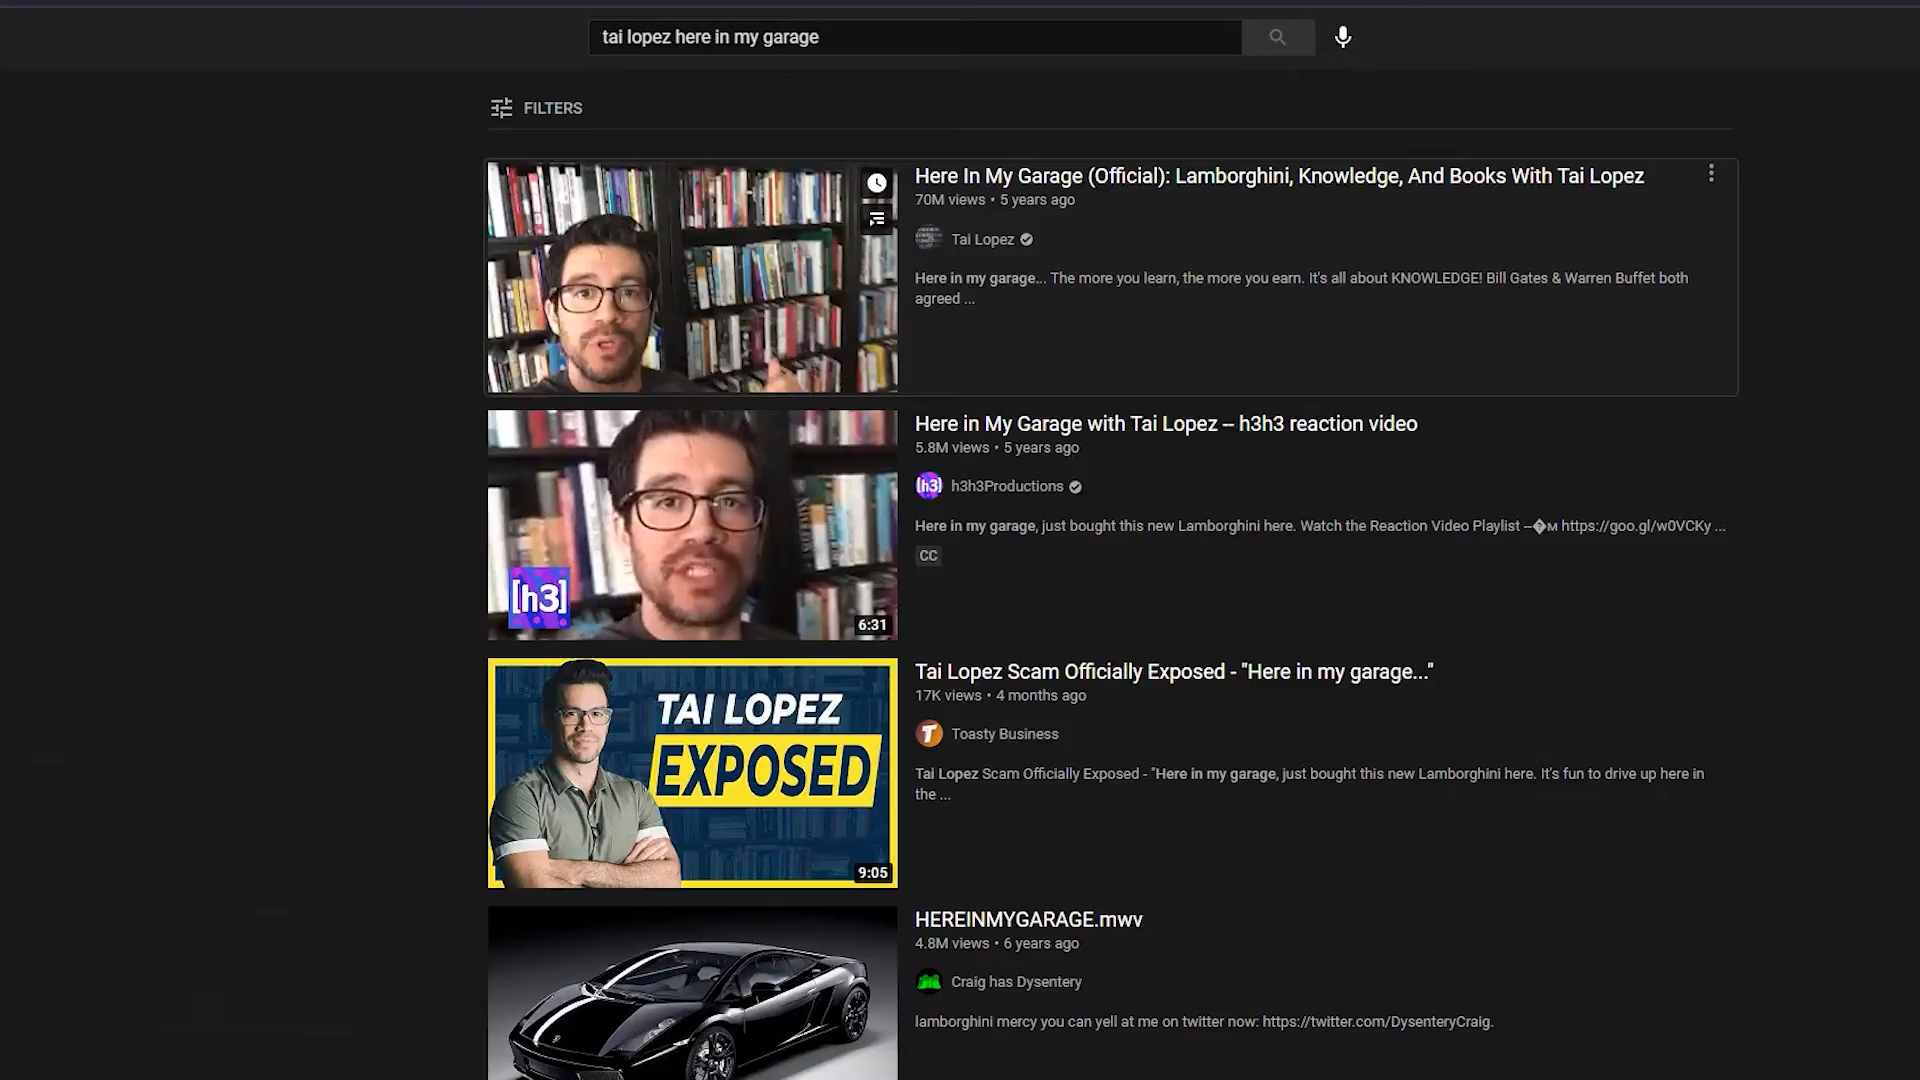 tai lopez here in my garage
FILTERS
Here In My Garage (Official): Lamborghini, Knowledge, And Books With Tai Lopez
70M views • 5 years ago
Tai Lopez
Here in my garage... The more you learn, the more you earn. It's all about KNOWLEDGE! Bill Gates & Warren Buffet both
agreed ...
Here in My Garage with Tai Lopez -- h3h3 reaction video
5.8M views • 5 years ago
[h3] h3h3Productions
Here in my garage, just bought this new Lamborghini here. Watch the Reaction Video Playlist --�м https://goo.gl/w0VCKy ...
CC
[h3]
6:31
Tai Lopez Scam Officially Exposed - "Here in my garage..."
17K views • 4 months ago
T Toasty Business
Tai Lopez Scam Officially Exposed - "Here in my garage, just bought this new Lamborghini here. It's fun to drive up here in
the ...
TAI LOPEZ
EXPOSED
9:05
HEREINMYGARAGE.mwv
4.8M views • 6 years ago
Craig has Dysentery
lamborghini mercy you can yell at me on twitter now: https://twitter.com/DysenteryCraig.